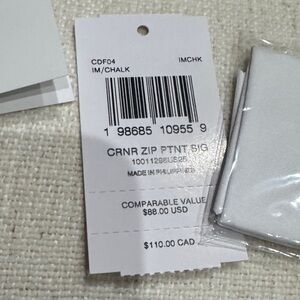 CDF04 IMCHK
IM/CHALK
1 98685 10955 9
CRNR ZIP PTNT SIG
MADE IN PHILIPPINES
COMPARABLE VALUE
$88.00 USD
$110.00 CAD